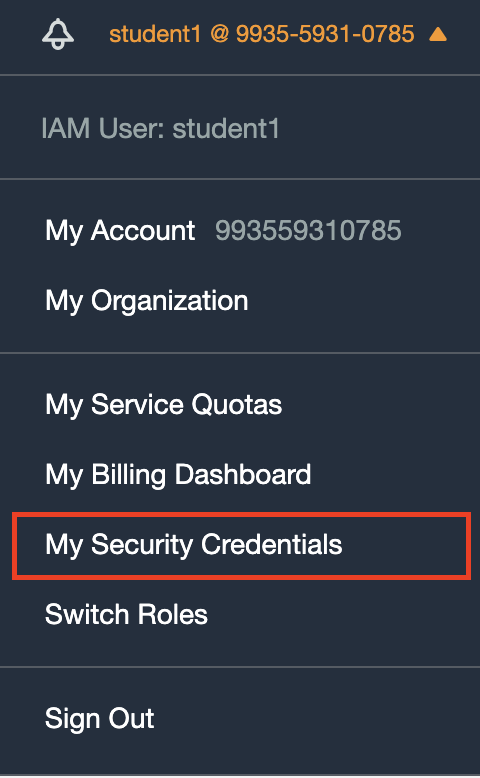 student1 @ 9935-5931-0785
IAM User: student1
My Account 993559310785
My Organization
My Service Quotas
My Billing Dashboard
My Security Credentials
Switch Roles
Sign Out